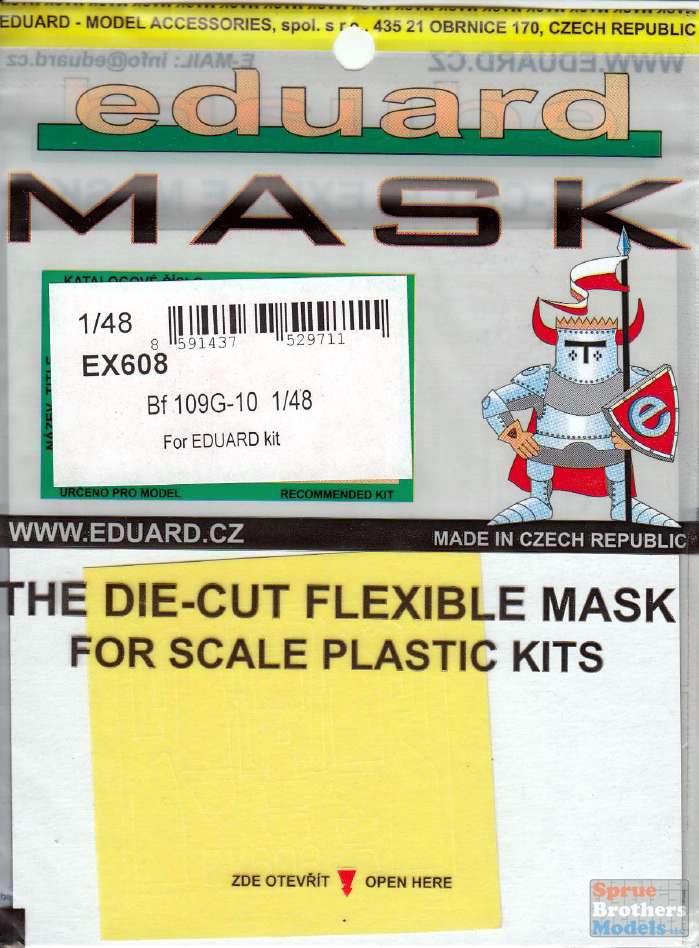 EDUARD - MODEL ACCESSORIES, spol. s r.o., 435 21 OBRNICE 170, CZECH REPUBLIC
WWW.EDUARD.CZ E-MAIL: info@eduard.cz
eduard
MASK
KATALOGOVÉ ČÍSLO
NÁZEV, TITLE
1/48
8 591437 529711
EX608
Bf 109G-10 1/48
For EDUARD kit
URČENO PRO MODEL RECOMMENDED KIT
e
WWW.EDUARD.CZ MADE IN CZECH REPUBLIC
THE DIE-CUT FLEXIBLE MASK
FOR SCALE PLASTIC KITS
ZDE OTEVŘÍT OPEN HERE
Sprue
Brothers
Models